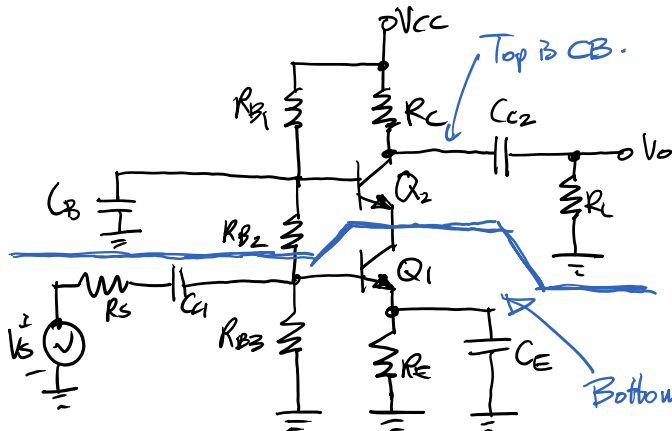 VCC
Top is CB.
RB1
RC
CC2
Vo
CB
Q2
RL
RB2
Q1
RS
CC1
Vs
RB3
RE
CE
Bottom